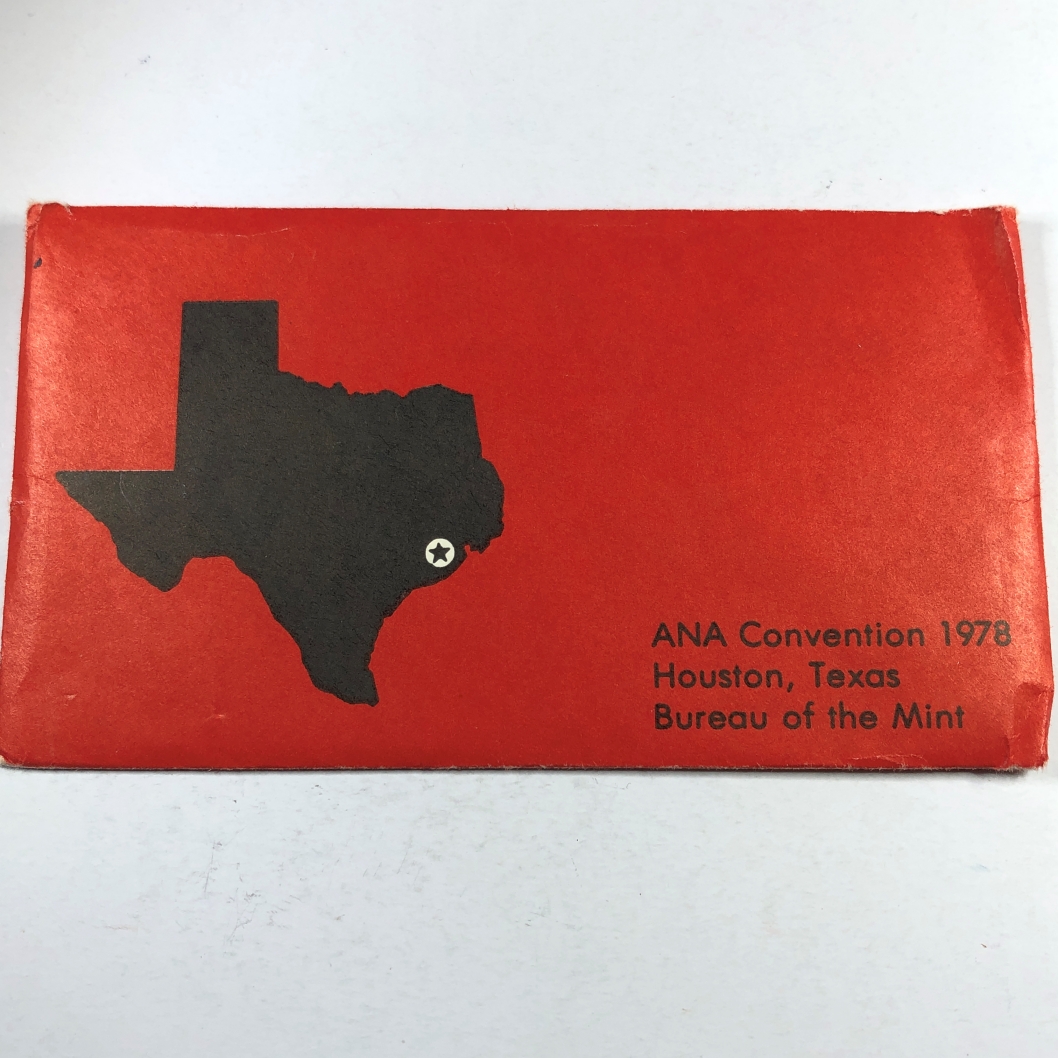 ANA Convention 1978
Houston, Texas
Bureau of the Mint